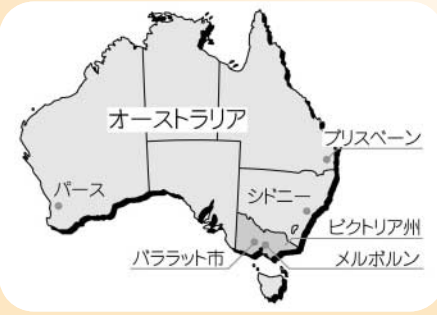 オーストラリア
ブリスベーン
パース
シドニー
ビクトリア州
バララット市
メルボルン